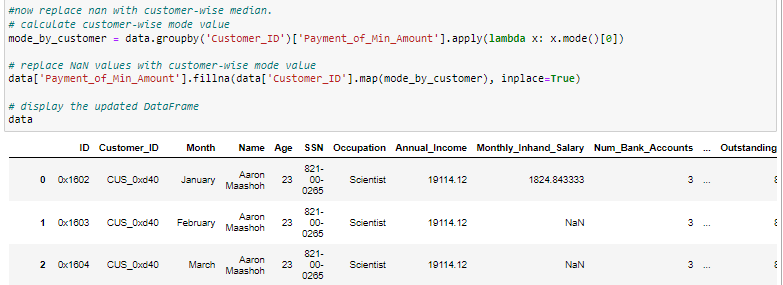 #now replace nan with customer-wise median.
# calculate customer-wise mode value
mode_by_customer = data.groupby('Customer_ID')['Payment_of_Min_Amount'].apply(lambda x: x.mode()[0])
# replace NaN values with customer-wise mode value
data['Payment_of_Min_Amount'].fillna(data['Customer_ID'].map(mode_by_customer), inplace=True)
# display the updated DataFrame
data
ID Customer_ID Month Name Age SSN Occupation Annual_Income Monthly_Inhand_Salary Num_Bank_Accounts ... Outstanding
0 0x1602 CUS_0xd40 January Aaron Maashoh 23 821-00-0265 Scientist 19114.12 1824.843333 3 ...
1 0x1603 CUS_0xd40 February Aaron Maashoh 23 821-00-0265 Scientist 19114.12 NaN 3 ...
2 0x1604 CUS_0xd40 March Aaron Maashoh 23 821-00-0265 Scientist 19114.12 NaN 3 ...